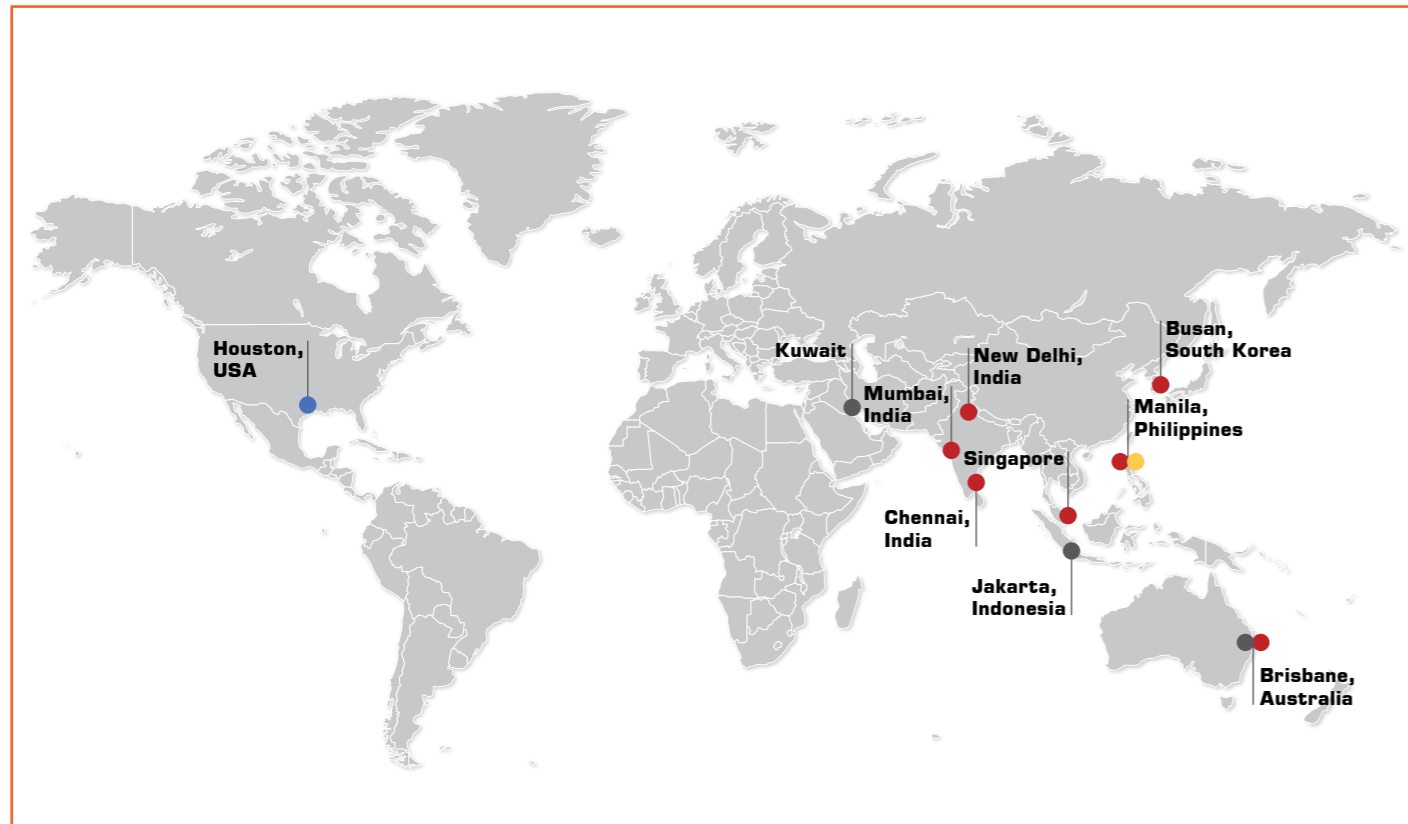 Houston,
USA
Kuwait
Mumbai,
India
New Delhi,
India
Busan,
South Korea
Manila,
Philippines
Singapore
Chennai,
India
Jakarta,
Indonesia
Brisbane,
Australia